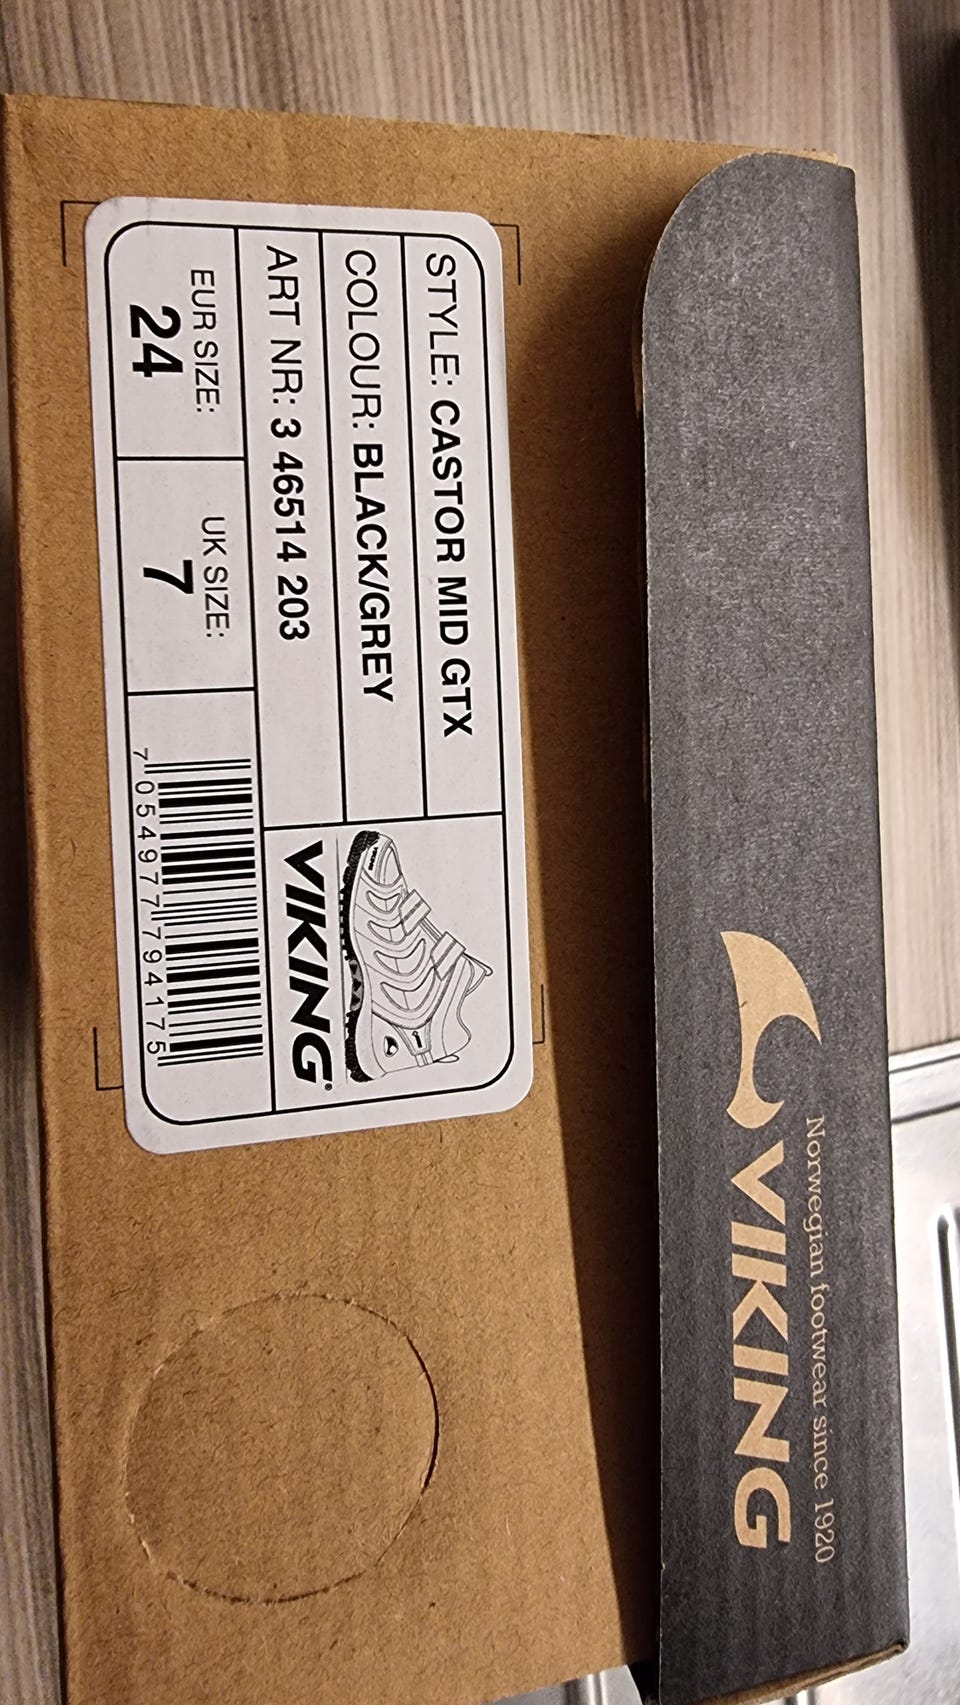 Norwegian footwear since 1920
VIKING
STYLE: CASTOR MID GTX
COLOUR: BLACK/GREY
ART NR: 3 46514 203
VIKING®
EUR SIZE:
24
UK SIZE:
7
7 054977 794175